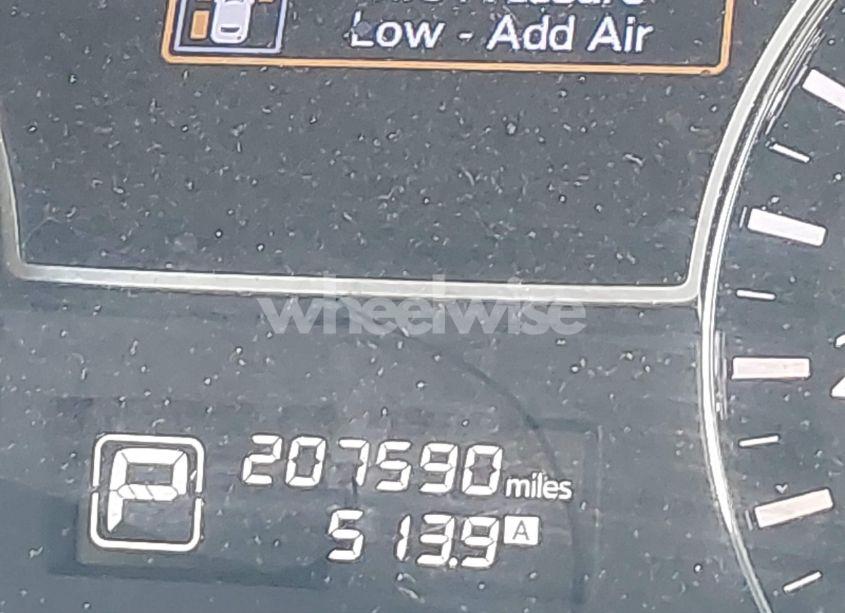 Low - Add Air
wheelwise
P
207590 miles
513.9 A